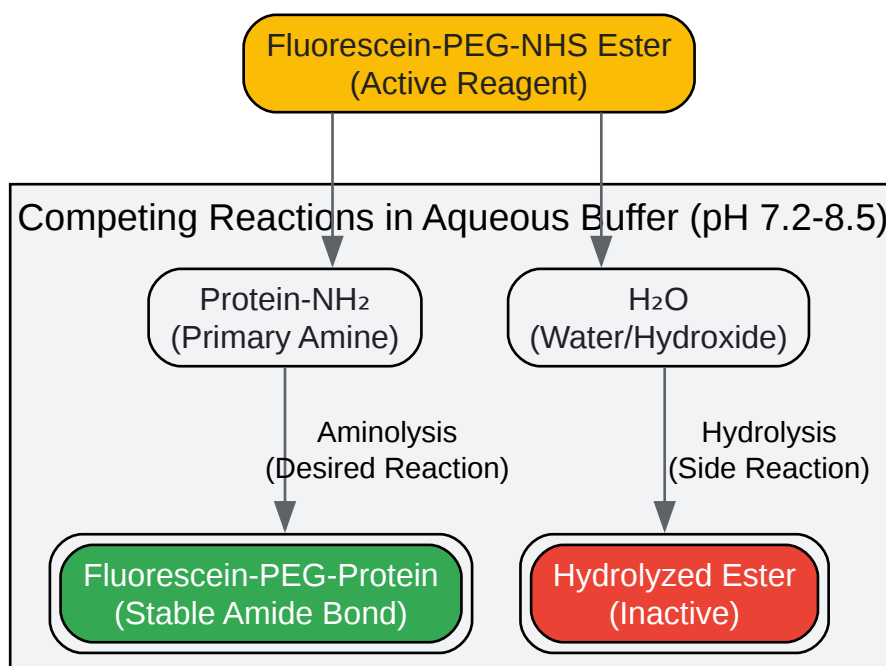 Fluorescein-PEG-NHS Ester
(Active Reagent)
Competing Reactions in Aqueous Buffer (pH 7.2-8.5)
Protein-NH₂
(Primary Amine)
H₂O
(Water/Hydroxide)
Aminolysis
(Desired Reaction)
Hydrolysis
(Side Reaction)
Fluorescein-PEG-Protein
(Stable Amide Bond)
Hydrolyzed Ester
(Inactive)